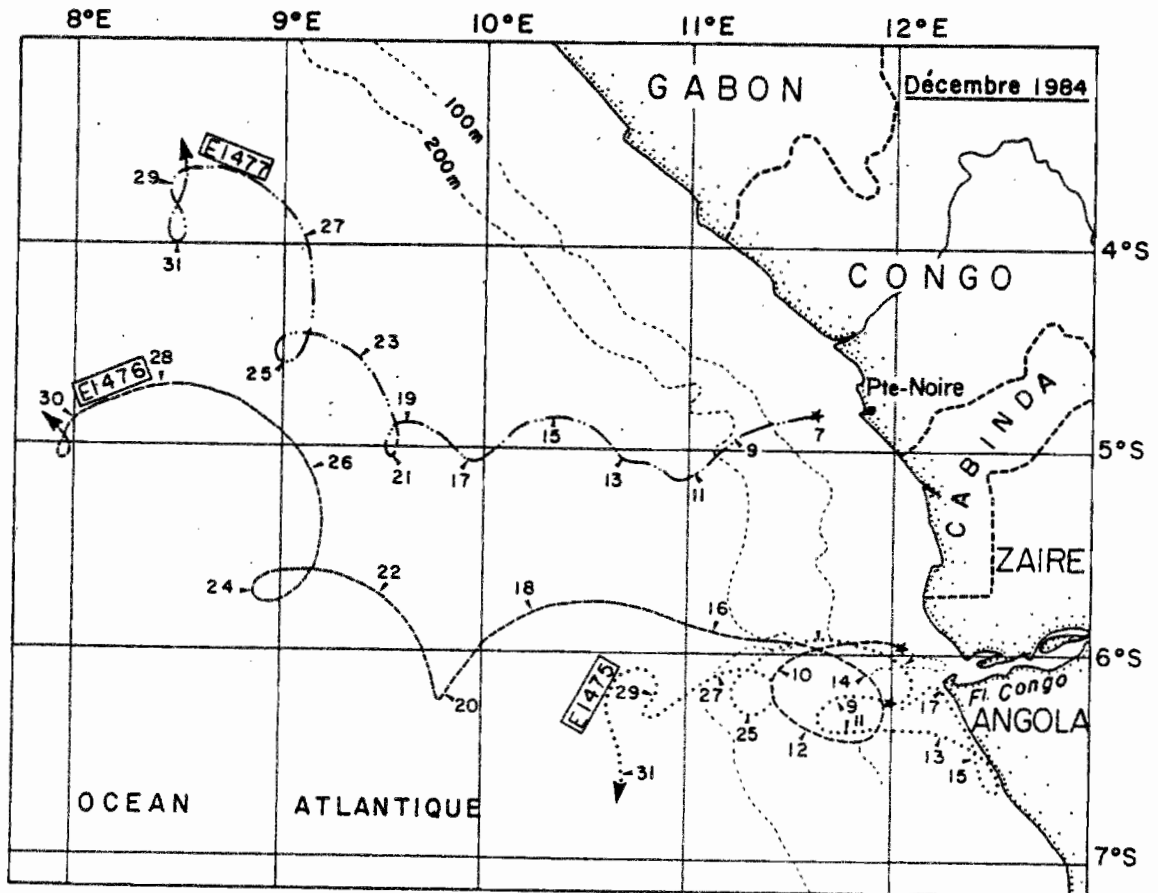 8°E 9°E 10°E 11°E 12°E
GABON
Décembre 1984
100m
200m
E1477
29
27
31
4°S
CONGO
23
25
28
E1476
30
19
15
Pte-Noire
7
9
5°S
21
17
13
11
26
CABINDA
ZAIRE
24
22
18
16
6°S
10
14
E1475
29
27
17
Fl. Congo
20
9
11
ANGOLA
25
12
13
15
31
OCEAN ATLANTIQUE
7°S